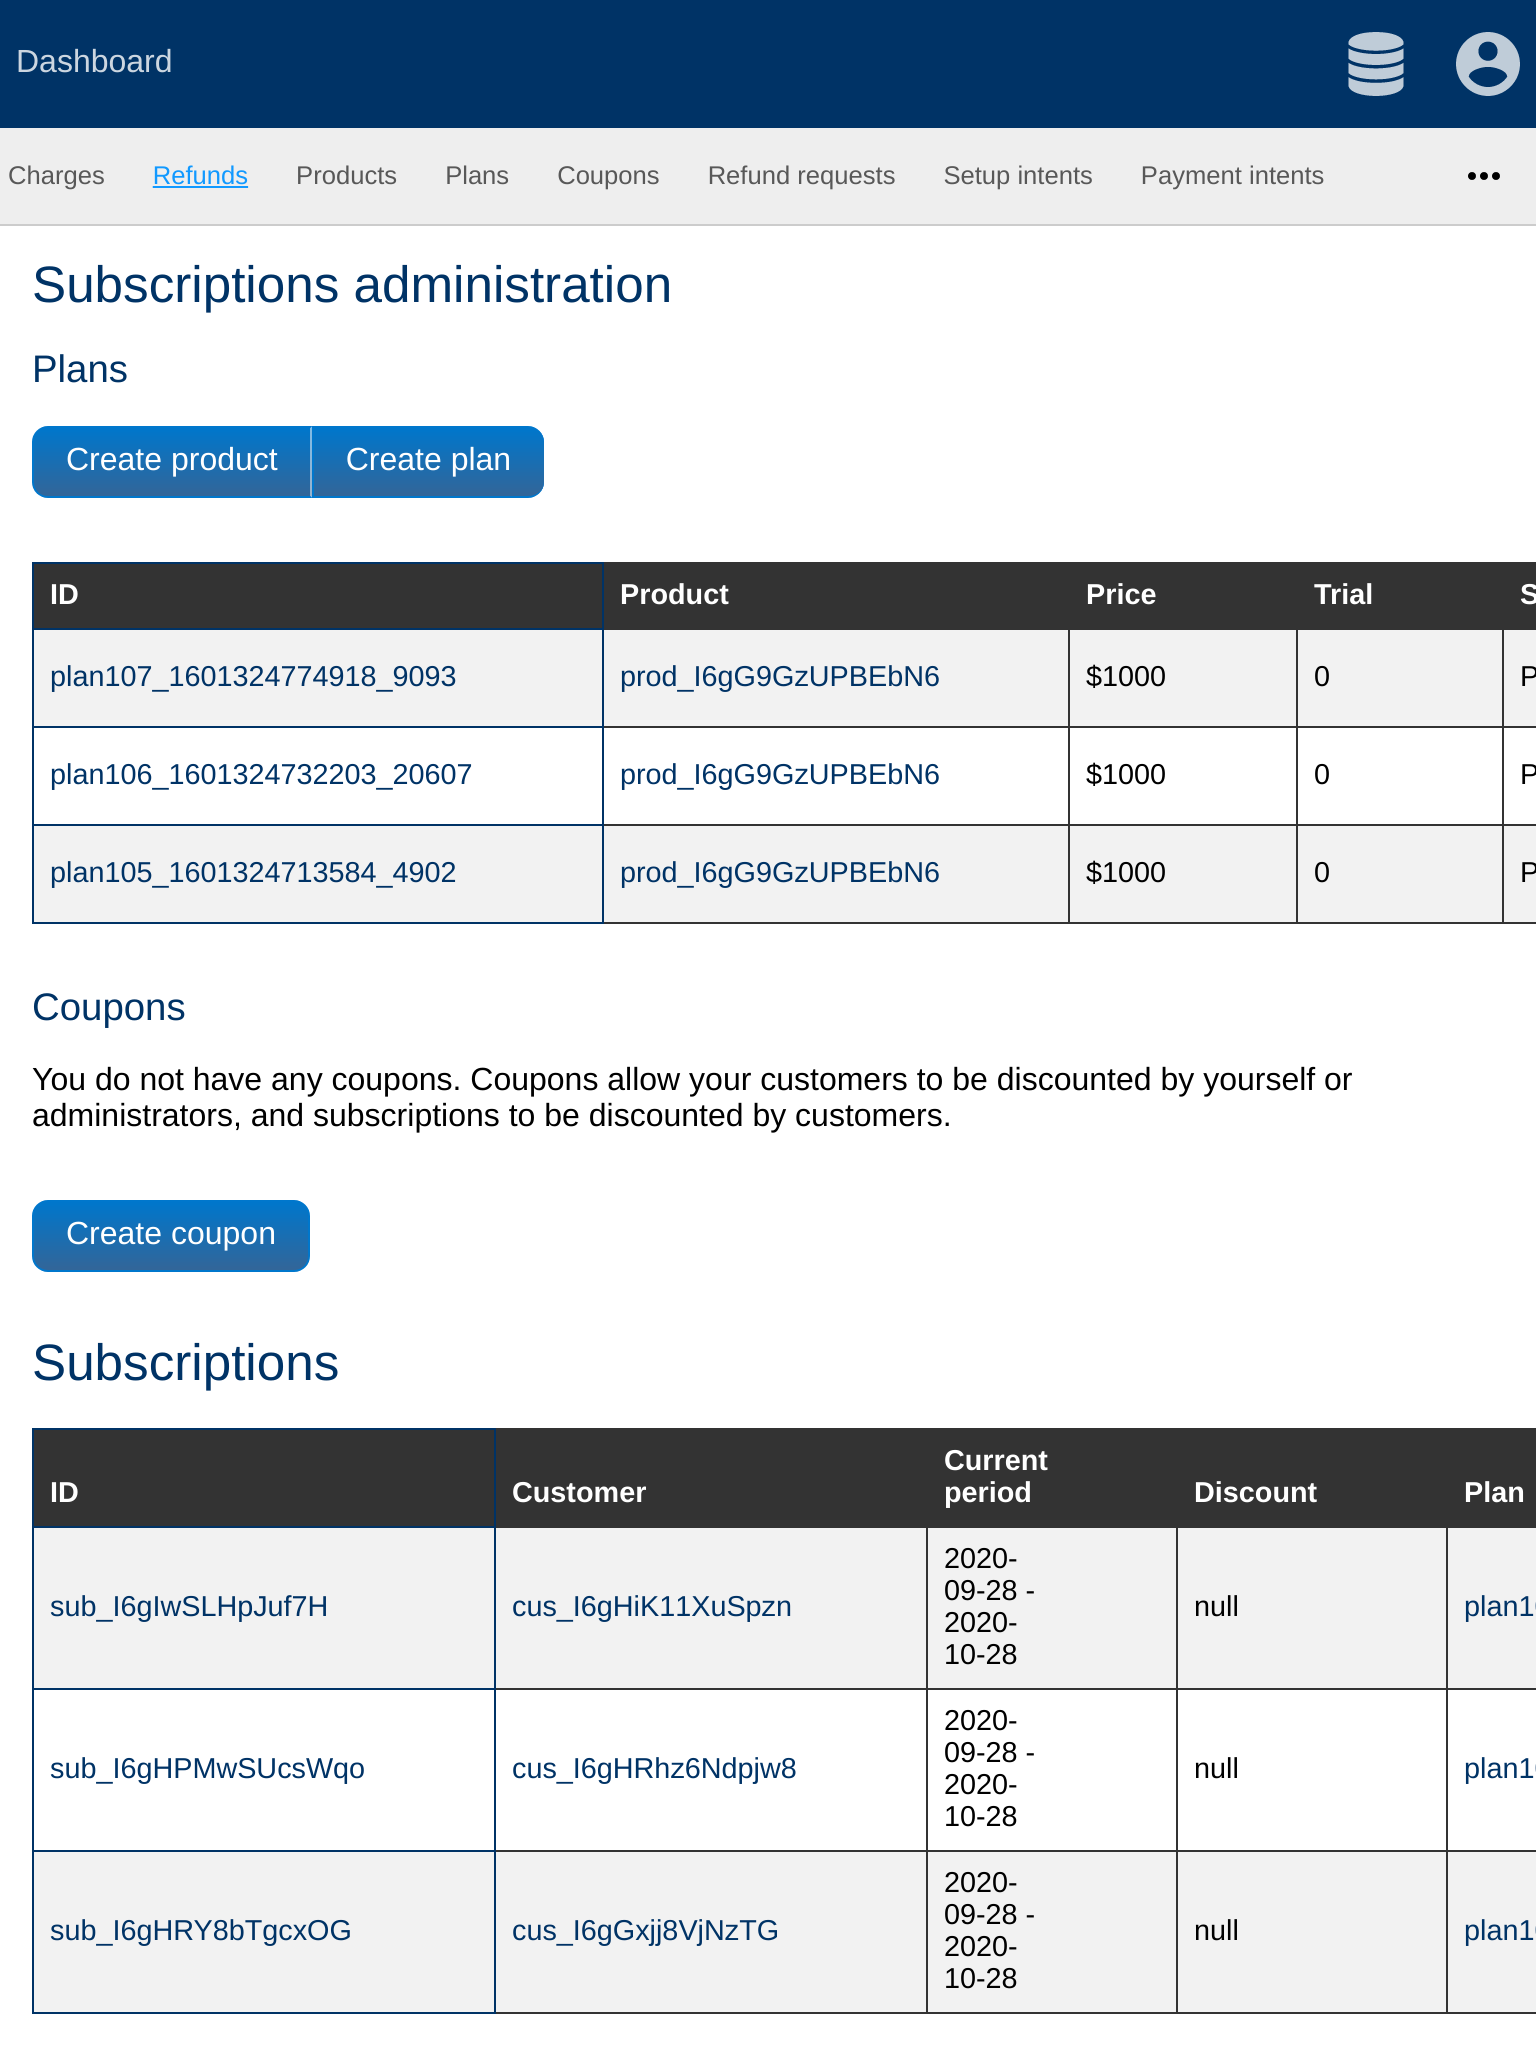 Dashboard
Charges Refunds Products Plans Coupons Refund requests Setup intents Payment intents
Subscriptions administration
Plans
Create product Create plan
ID Product Price Trial
plan107_1601324774918_9093 prod_I6gG9GzUPBEbN6 $1000 0
plan106_1601324732203_20607 prod_I6gG9GzUPBEbN6 $1000 0
plan105_1601324713584_4902 prod_I6gG9GzUPBEbN6 $1000 0
Coupons
You do not have any coupons. Coupons allow your customers to be discounted by yourself or
administrators, and subscriptions to be discounted by customers.
Create coupon
Subscriptions
ID Customer Current period Discount Plan
sub_I6gIwSLHpJuf7H cus_I6gHiK11XuSpzn 2020-
09-28 -
2020-
10-28 null
sub_I6gHPMwSUcsWqo cus_I6gHRhz6Ndpjw8 2020-
09-28 -
2020-
10-28 null
sub_I6gHRY8bTgcxOG cus_I6gGxjj8VjNzTG 2020-
09-28 -
2020-
10-28 null